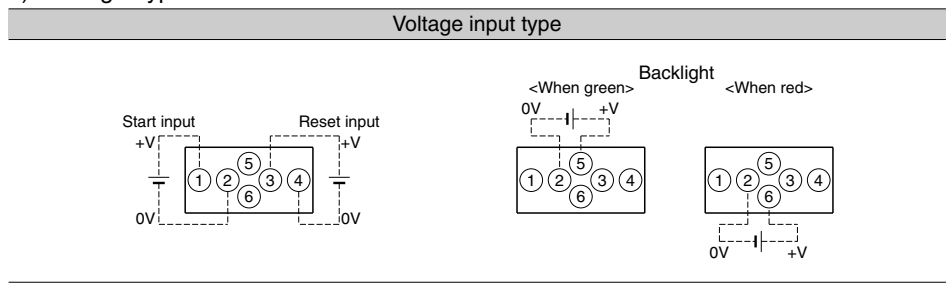 Voltage input type
Backlight
<When green>
<When red>
0V
+V
Start input
Reset input
+V
+V
5
5
5
1
2
3
4
1
2
3
4
1
2
3
4
6
6
6
0V
0V
0V
+V